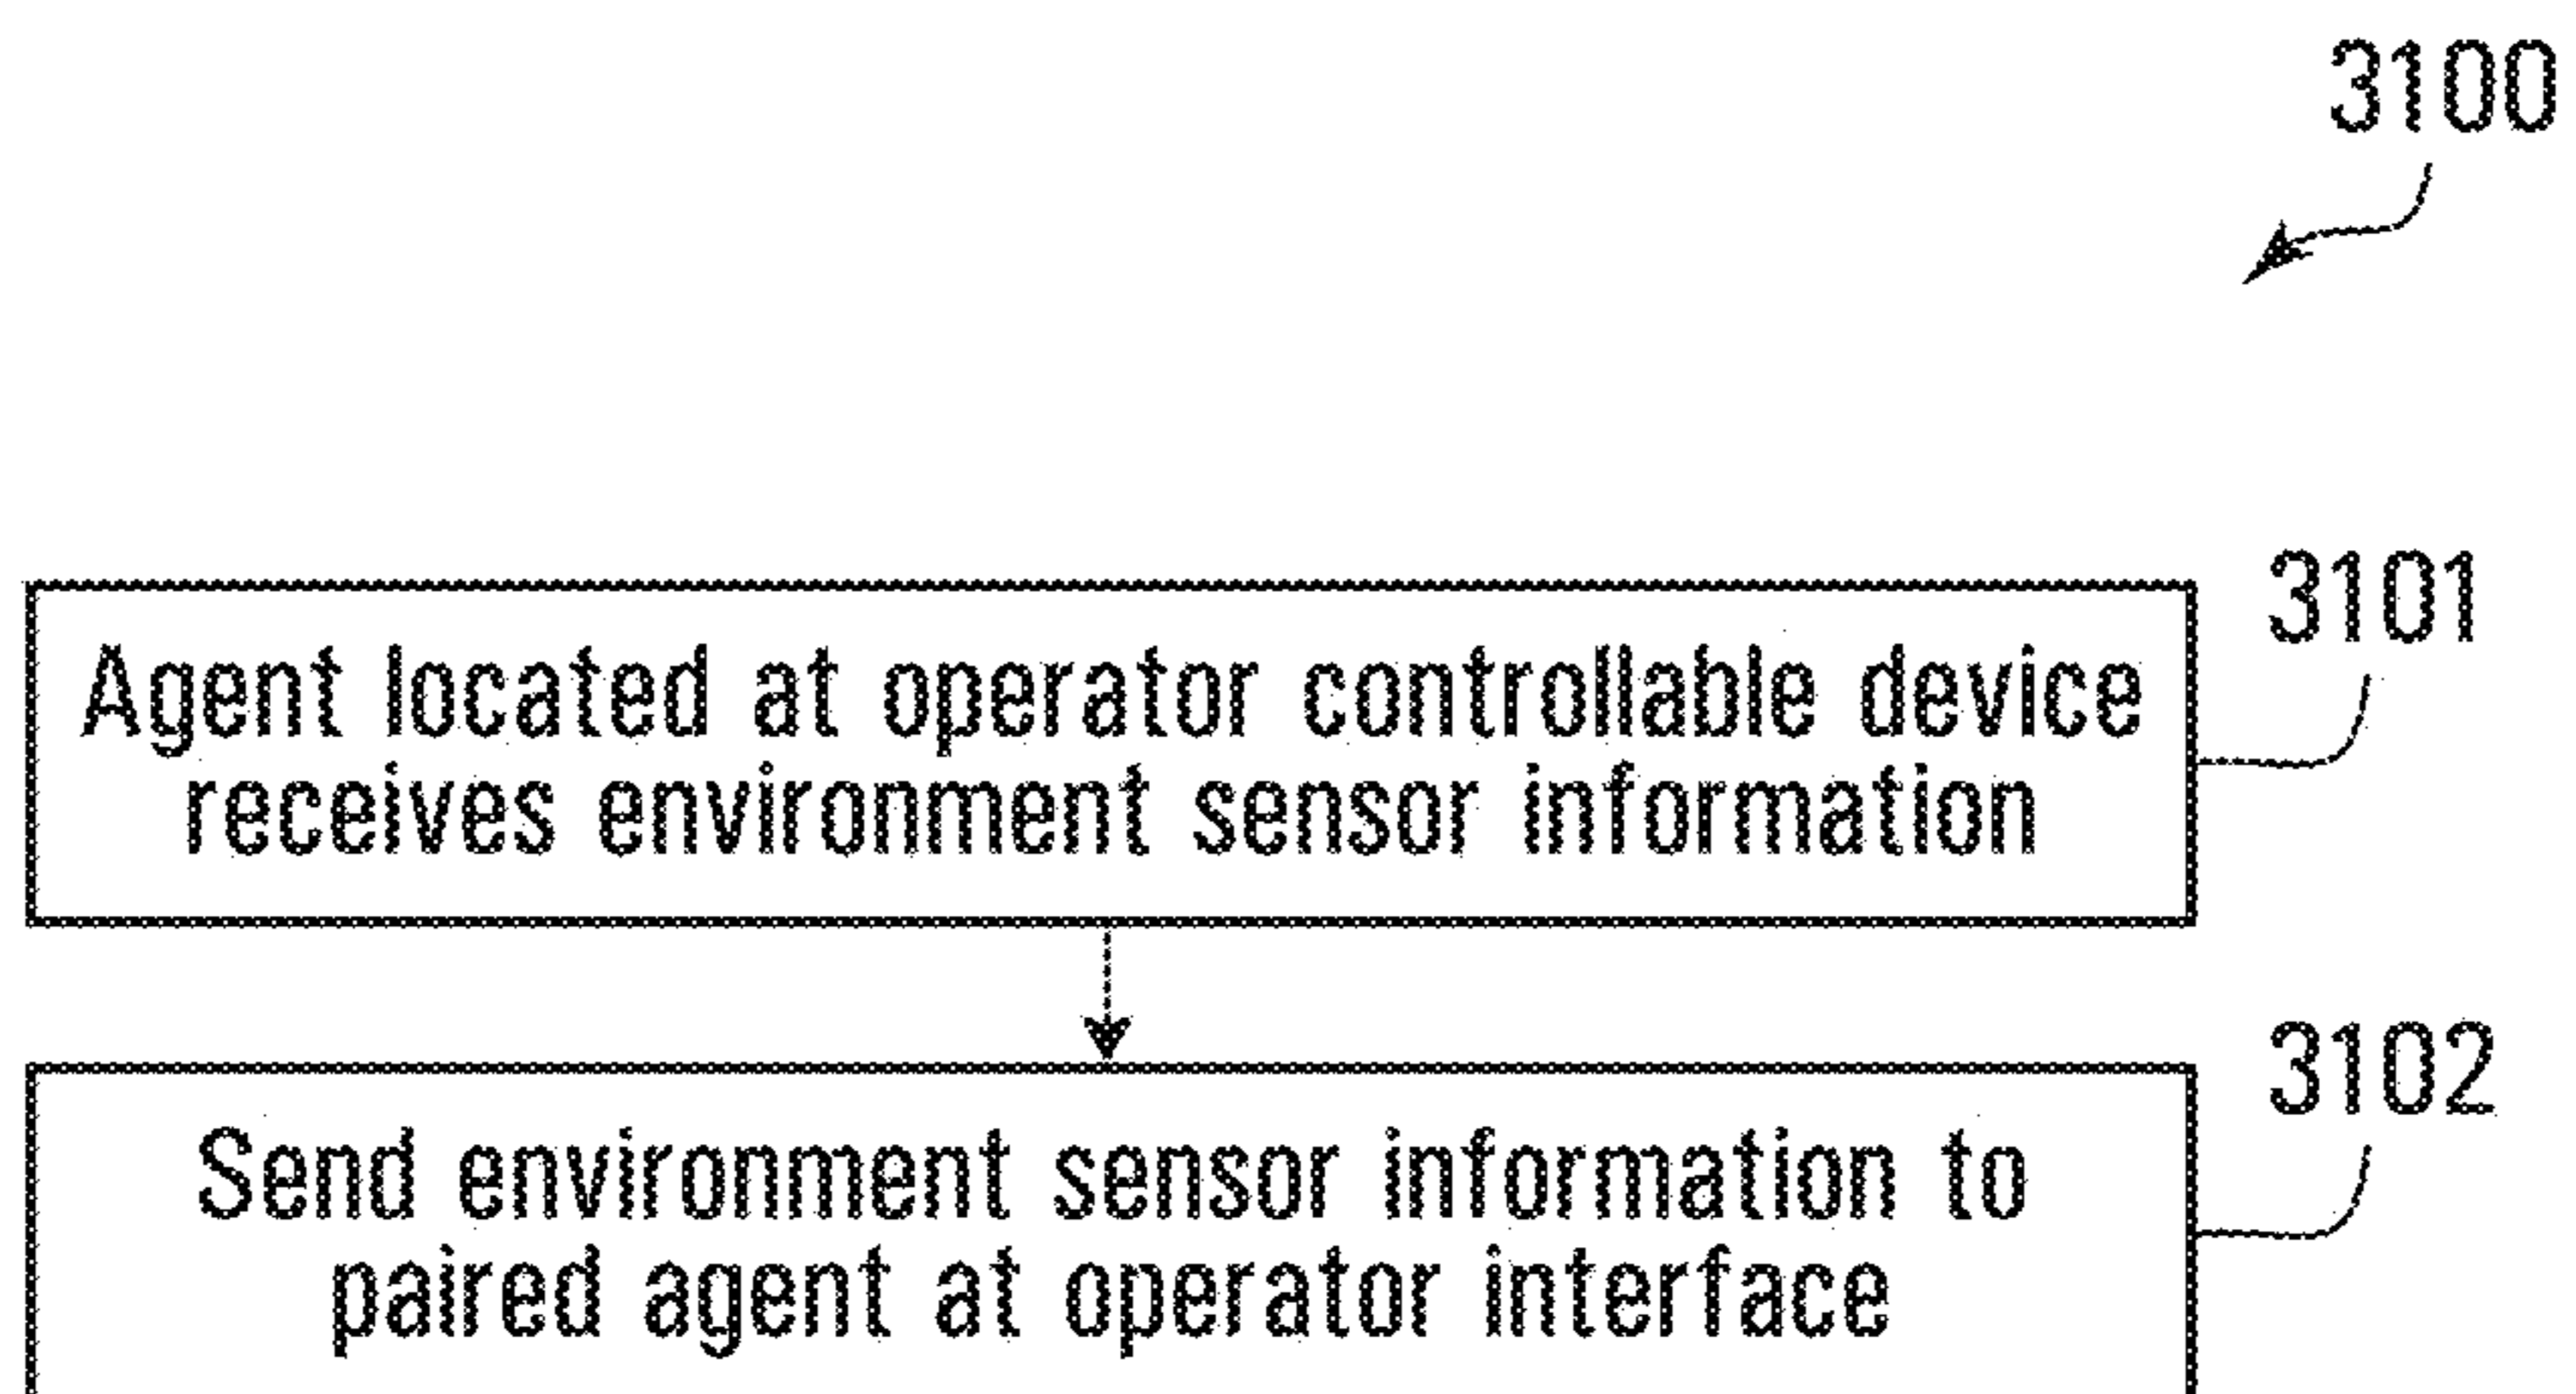 3100
3101
Agent located at operator controllable device
receives environment sensor information
3102
Send environment sensor information to
paired agent at operator interface